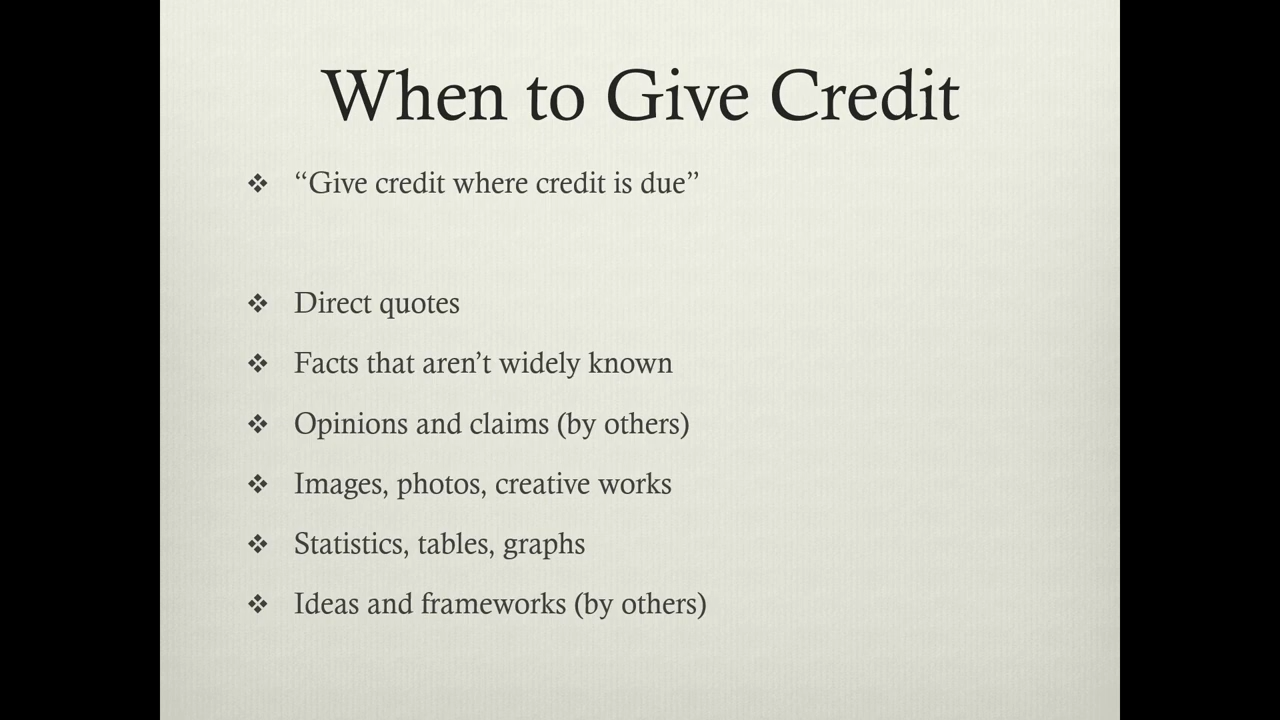 When to Give Credit
❖ “Give credit where credit is due”
❖ Direct quotes
❖ Facts that aren’t widely known
❖ Opinions and claims (by others)
❖ Images, photos, creative works
❖ Statistics, tables, graphs
❖ Ideas and frameworks (by others)